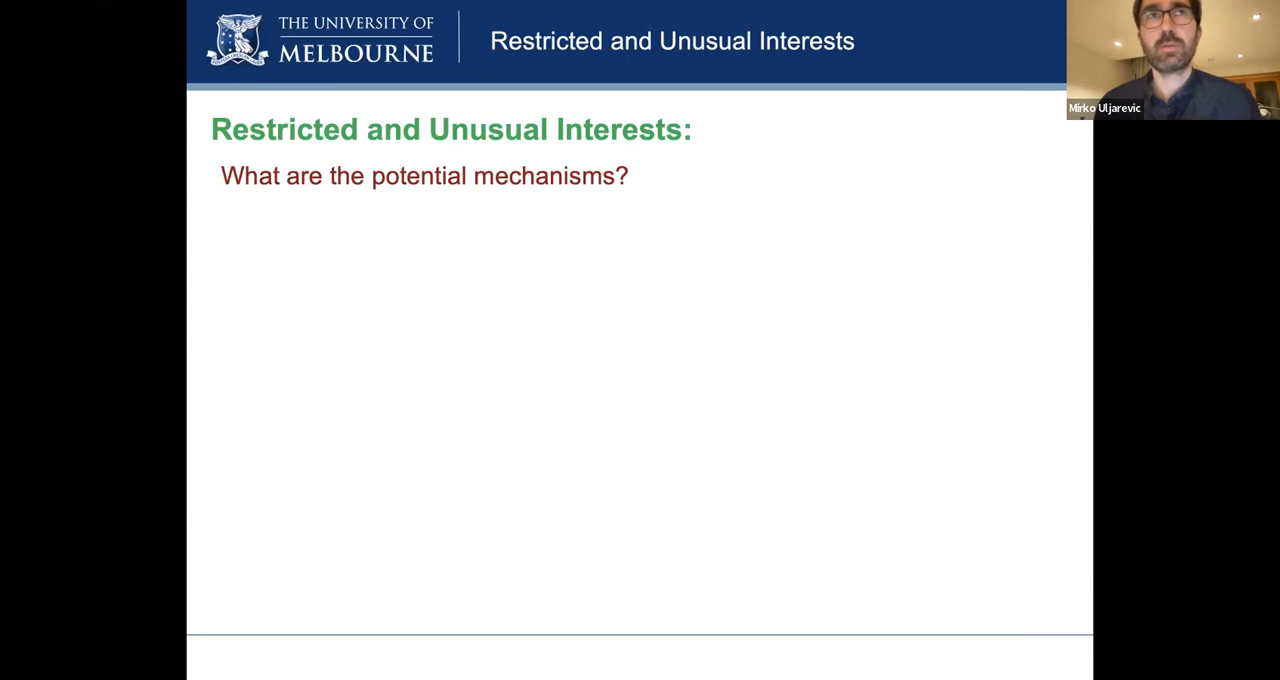 THE UNIVERSITY OF
MELBOURNE
Restricted and Unusual Interests
Mirko Uljarevic
Restricted and Unusual Interests:
What are the potential mechanisms?